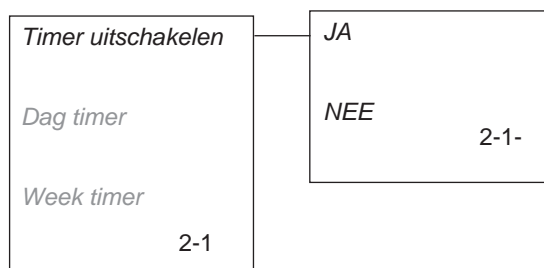 Timer uitschakelen
Dag timer
Week timer
2-1
JA
NEE
2-1-